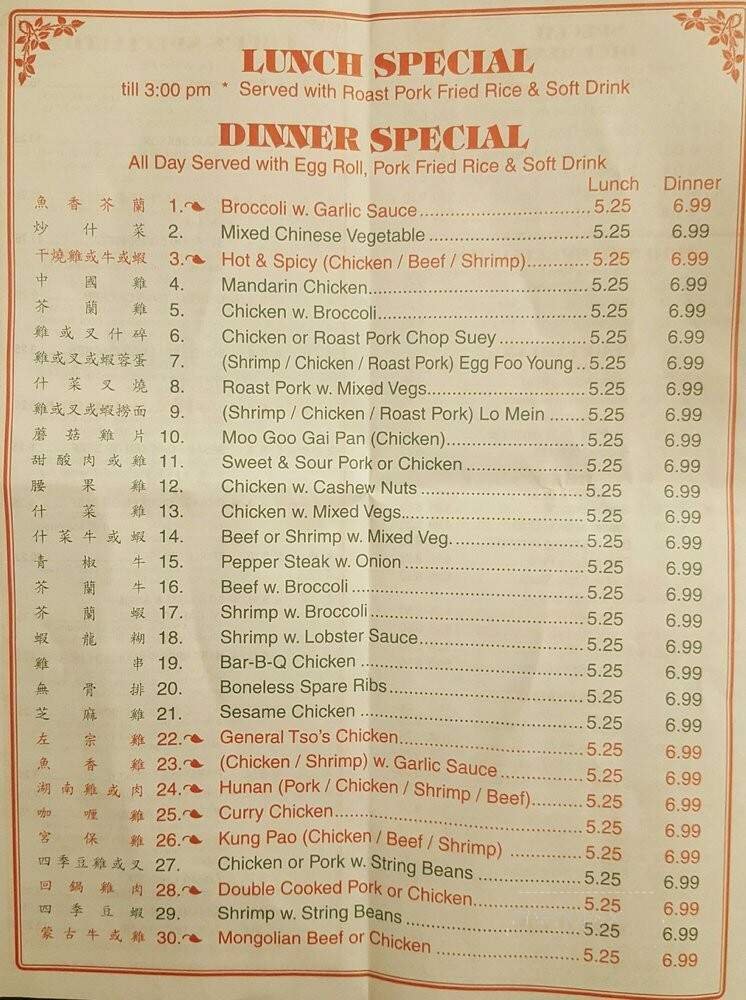 LUNCH SPECIAL
till 3:00 pm * Served with Roast Pork Fried Rice & Soft Drink
DINNER SPECIAL
All Day Served with Egg Roll, Pork Fried Rice & Soft Drink
Lunch Dinner
魚香芥蘭 1. Broccoli w. Garlic Sauce 5.25 6.99
炒什菜 2. Mixed Chinese Vegetable 5.25 6.99
干燒雞或牛或蝦 3. Hot & Spicy (Chicken / Beef / Shrimp) 5.25 6.99
中國雞 4. Mandarin Chicken 5.25 6.99
芥蘭雞 5. Chicken w. Broccoli 5.25 6.99
雞或叉什碎 6. Chicken or Roast Pork Chop Suey 5.25 6.99
雞或叉或蝦蓉蛋 7. (Shrimp / Chicken / Roast Pork) Egg Foo Young 5.25 6.99
什菜叉燒 8. Roast Pork w. Mixed Vegs. 5.25 6.99
雞或叉或蝦撈面 9. (Shrimp / Chicken / Roast Pork) Lo Mein 5.25 6.99
蘑菇雞片 10. Moo Goo Gai Pan (Chicken) 5.25 6.99
甜酸肉或雞 11. Sweet & Sour Pork or Chicken 5.25 6.99
腰果雞 12. Chicken w. Cashew Nuts 5.25 6.99
什菜雞 13. Chicken w. Mixed Vegs. 5.25 6.99
什菜牛或蝦 14. Beef or Shrimp w. Mixed Veg. 5.25 6.99
青椒牛 15. Pepper Steak w. Onion 5.25 6.99
芥蘭牛 16. Beef w. Broccoli 5.25 6.99
芥蘭蝦 17. Shrimp w. Broccoli 5.25 6.99
蝦龍糊 18. Shrimp w. Lobster Sauce 5.25 6.99
雞串 19. Bar-B-Q Chicken 5.25 6.99
無骨排 20. Boneless Spare Ribs 5.25 6.99
芝麻雞 21. Sesame Chicken 5.25 6.99
左宗雞 22. General Tso's Chicken 5.25 6.99
魚香雞 23. (Chicken / Shrimp) w. Garlic Sauce 5.25 6.99
湖南雞或肉 24. Hunan (Pork / Chicken / Shrimp / Beef) 5.25 6.99
咖喱雞 25. Curry Chicken 5.25 6.99
宮保雞 26. Kung Pao (Chicken / Beef / Shrimp) 5.25 6.99
四季豆雞或叉 27. Chicken or Pork w. String Beans 5.25 6.99
回鍋雞肉 28. Double Cooked Pork or Chicken 5.25 6.99
四季豆蝦 29. Shrimp w. String Beans 5.25 6.99
蒙古牛或雞 30. Mongolian Beef or Chicken 5.25 6.99